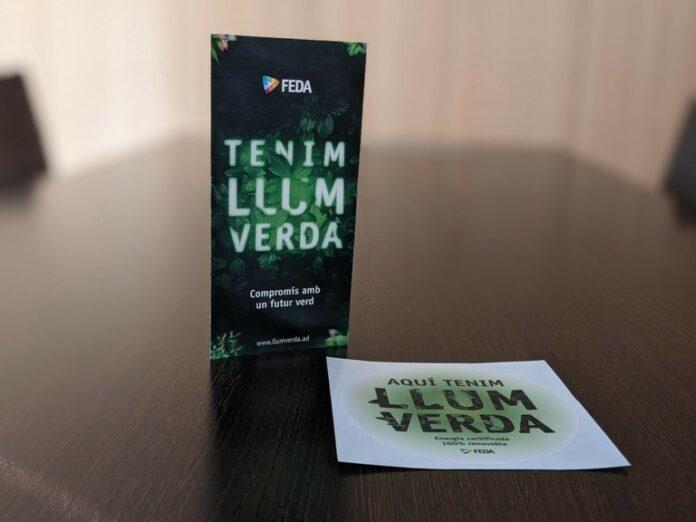 FEDA
TENIM
LLUM
VERDA
Compromís amb
un futur verd
www.llumverda.ad
AQUÍ TENIM
LLUM
VERDA
Energia certificada
100% renovable
FEDA